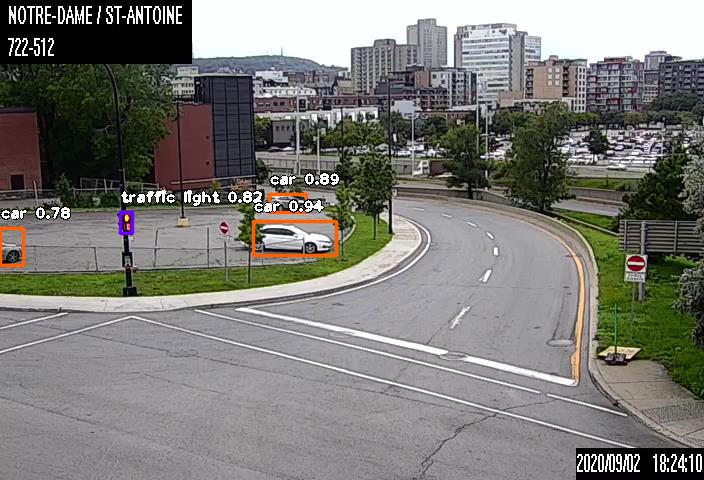 NOTRE-DAME / ST-ANTOINE
722-512
car 0.89
traffic light 0.82
car 0.94
car 0.78
2020/09/02 18:24:10